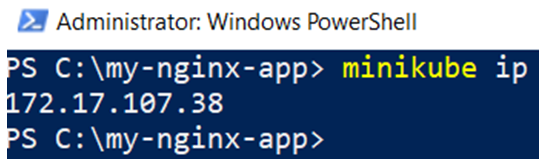 Administrator: Windows PowerShell
PS C:\my-nginx-app> minikube ip
172.17.107.38
PS C:\my-nginx-app>